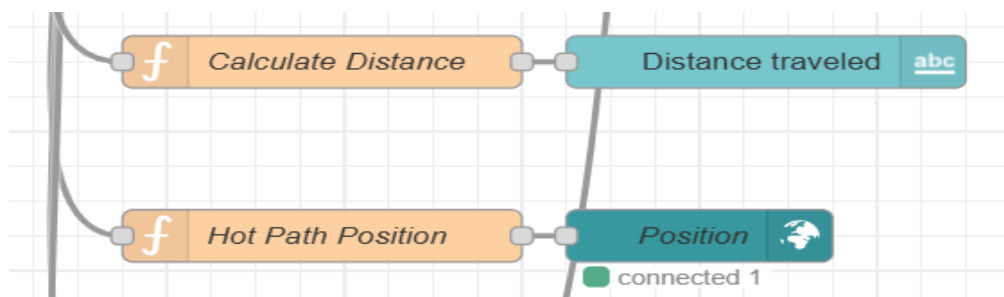 Calculate Distance
Distance traveled abc
Hot Path Position
Position
connected 1